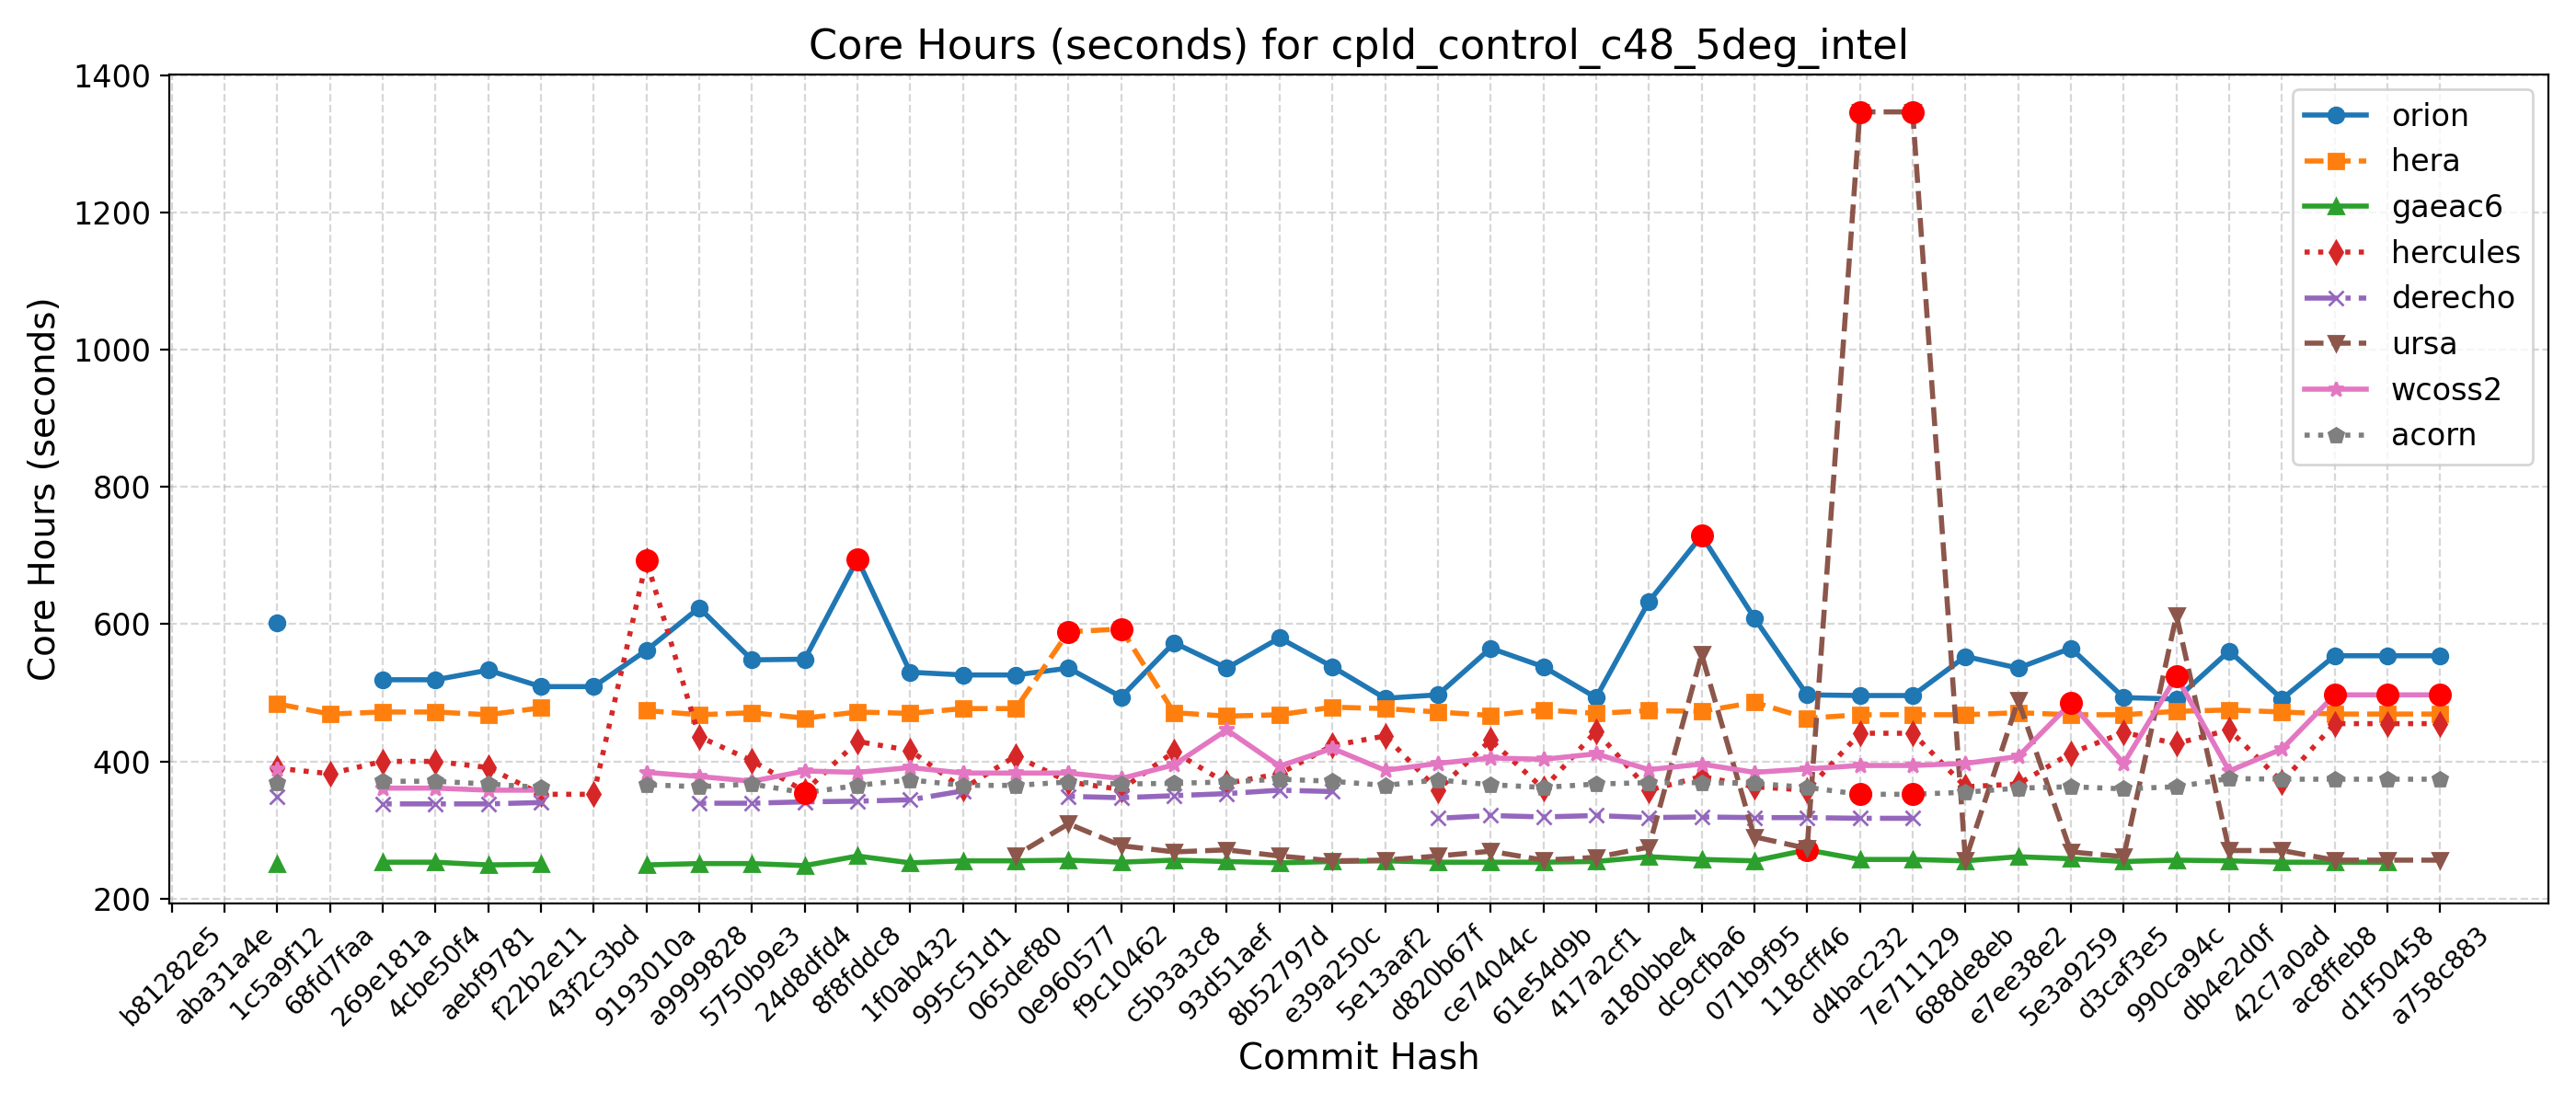 Core Hours (seconds) for cpld_control_c48_5deg_intel
Core Hours (seconds)
1400
1200
1000
800
600
400
200
orion
hera
gaeac6
hercules
derecho
ursa
wcoss2
acorn
b81282e5
aba31a4e
1c5a9f12
68fd7faa
269e181a
4cbe50f4
aebf9781
f22b2e11
43f2c3bd
9193010a
a9999828
5750b9e3
24d8dfd4
8f8fddc8
1f0ab432
995c51d1
065def80
0e960577
f9c10462
c5b3a3c8
93d51aef
8b52797d
e39a250c
5e13aaf2
d820b67f
ce74044c
61e54d9b
417a2cf1
a180bbe4
dc9cfba6
071b9f95
118cff46
d4bac232
7e711129
688de8eb
e7ee38e2
5e3a9259
d3caf3e5
990ca94c
db4e2d0f
42c7a0ad
ac8ffeb8
d1f50458
a758c883
Commit Hash